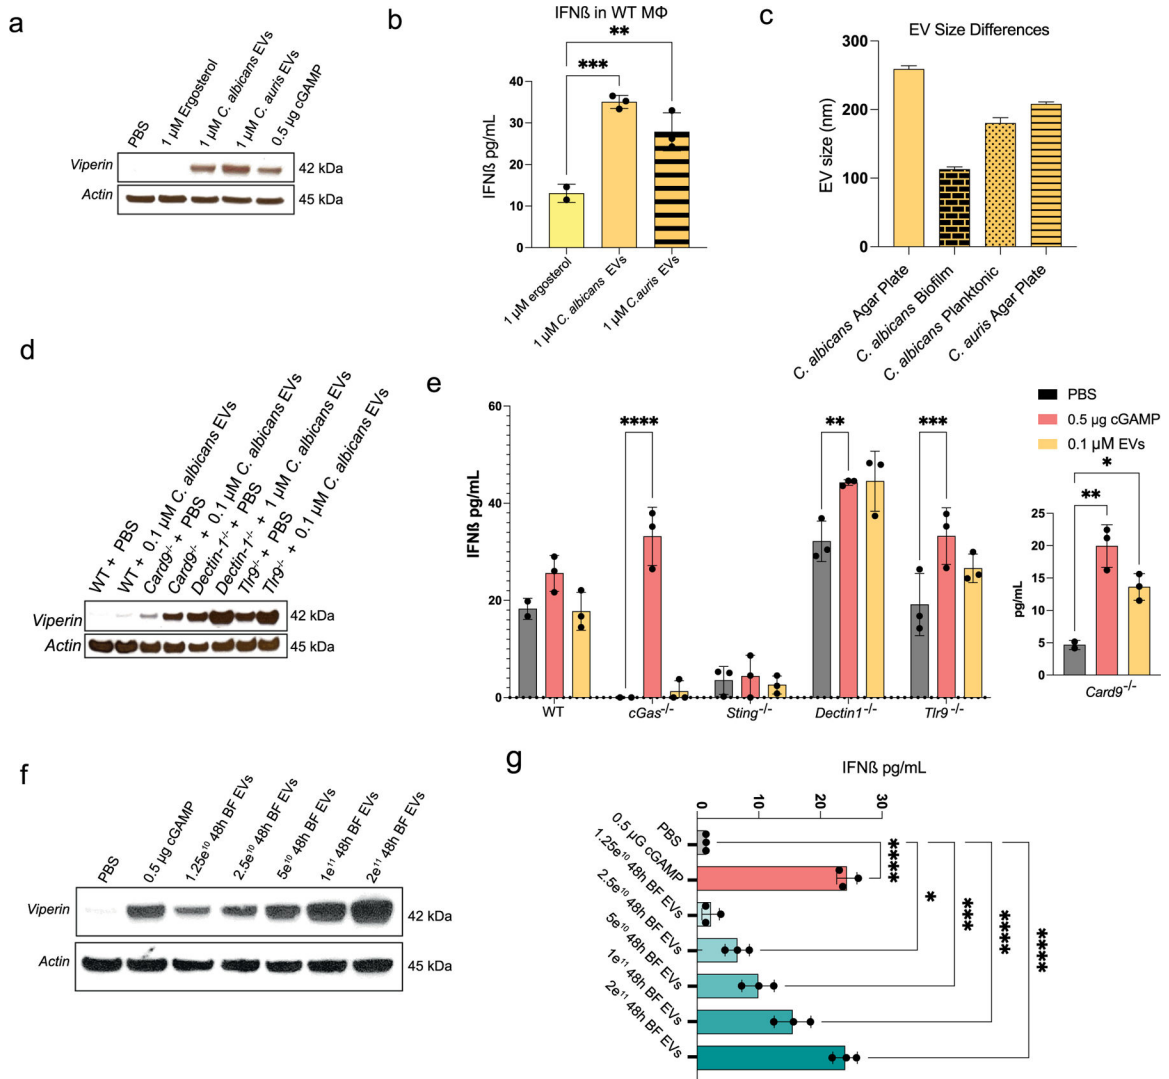 a
PBS
1 µM Ergosterol
1 µM C. albicans EVs
1 µM C. auris EVs
0.5 µg cGAMP
Viperin
42 kDa
Actin
45 kDa
b
IFNß in WT MΦ
**
***
IFNß pg/mL
40
30
20
10
0
1 µM ergosterol
1 µM C. albicans EVs
1 µM C.auris EVs
c
EV Size Differences
EV size (nm)
300
200
100
0
C. albicans Agar Plate
C. albicans Biofilm
C. albicans Planktonic
C. auris Agar Plate
d
WT + PBS
WT + 0.1 µM C. albicans EVs
Card9-/- + PBS
Card9-/- + 0.1 µM C. albicans EVs
Dectin-1-/- + PBS
Dectin-1-/- + 1 µM C. albicans EVs
Tlr9-/- + PBS
Tlr9-/- + 0.1 µM C. albicans EVs
Viperin
42 kDa
Actin
45 kDa
e
IFNß pg/mL
60
40
20
0
****
**
***
WT
cGas-/-
Sting-/-
Dectin1-/-
Tlr9-/-
PBS
0.5 µg cGAMP
0.1 µM EVs
pg/mL
25
20
15
10
5
0
*
**
Card9-/-
f
PBS
0.5 µg cGAMP
1.25e10 48h BF EVs
2.5e10 48h BF EVs
5e10 48h BF EVs
1e11 48h BF EVs
2e11 48h BF EVs
Viperin
42 kDa
Actin
45 kDa
g
IFNß pg/mL
0
10
20
30
PBS
0.5 µG cGAMP
1.25e10 48h BF EVs
2.5e10 48h BF EVs
5e10 48h BF EVs
1e11 48h BF EVs
2e11 48h BF EVs
****
*
***
****
****